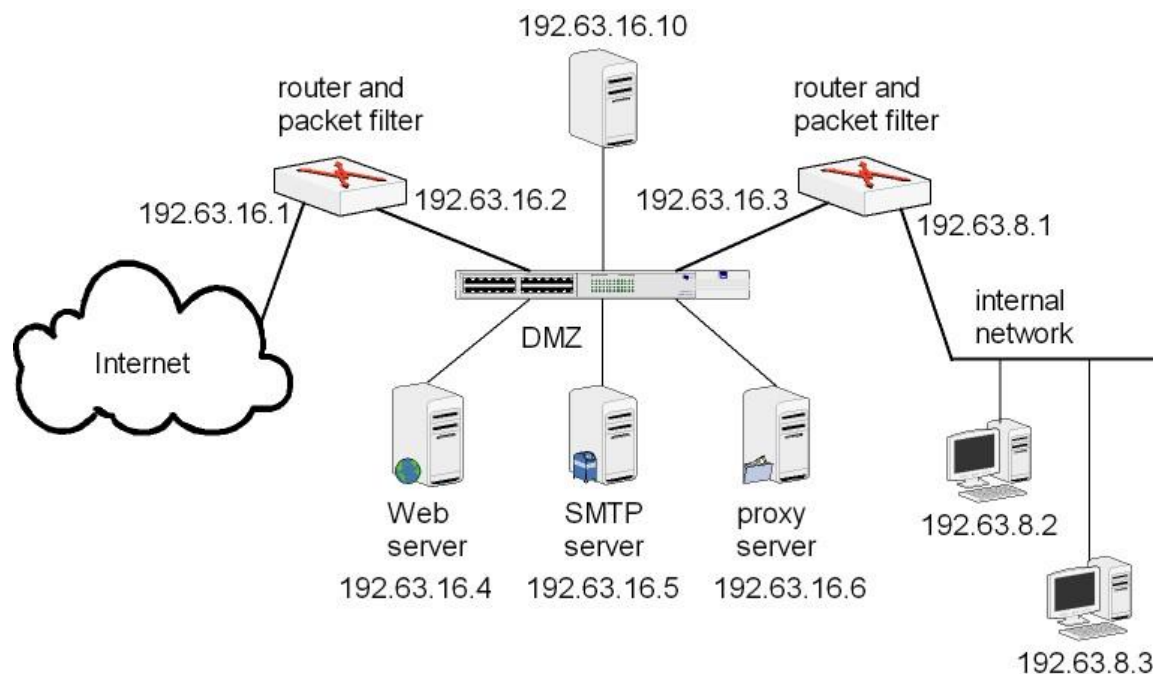 192.63.16.10
router and
packet filter
router and
packet filter
192.63.16.1
192.63.16.2
192.63.16.3
192.63.8.1
internal
network
Internet
DMZ
Web
server
192.63.16.4
SMTP
server
192.63.16.5
proxy
server
192.63.16.6
192.63.8.2
192.63.8.3